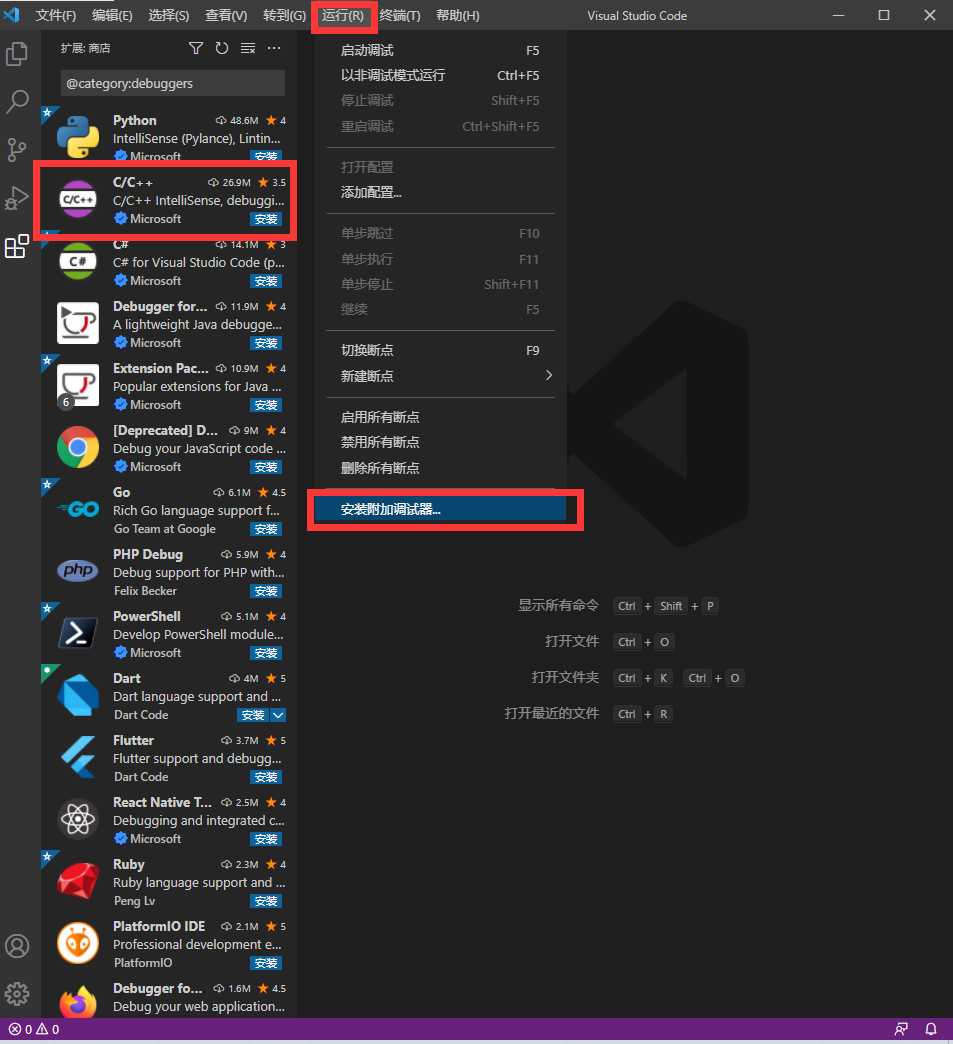 文件(F) 编辑(E) 选择(S) 查看(V) 转到(G) 运行(R) 终端(T) 帮助(H) Visual Studio Code
扩展: 商店
@category:debuggers
Python 48.6M 4
IntelliSense (Pylance), Lintin...
Microsoft 安装
C/C++ 26.9M 3.5
C/C++ IntelliSense, debuggi...
Microsoft 安装
C# 14.1M 3
C# for Visual Studio Code (p...
Microsoft 安装
Debugger for... 11.9M 4
A lightweight Java debugge...
Microsoft 安装
Extension Pac... 10.9M 4
Popular extensions for Java ...
6 Microsoft 安装
[Deprecated] D... 9M 4
Debug your JavaScript code ...
Microsoft 安装
Go 6.1M 4.5
Rich Go language support f...
Go Team at Google 安装
PHP Debug 5.9M 4
Debug support for PHP with...
Felix Becker 安装
PowerShell 5.1M 4
Develop PowerShell module...
Microsoft 安装
Dart 4M 5
Dart language support and ...
Dart Code 安装
Flutter 3.7M 5
Flutter support and debugg...
Dart Code 安装
React Native T... 2.5M 4
Debugging and integrated c...
Microsoft 安装
Ruby 2.3M 4
Ruby language support and ...
Peng Lv 安装
PlatformIO IDE 2.1M 5
Professional development e...
PlatformIO 安装
Debugger fo... 1.6M 4.5
Debug your web application...
启动调试 F5
以非调试模式运行 Ctrl+F5
停止调试 Shift+F5
重启调试 Ctrl+Shift+F5
打开配置
添加配置...
单步跳过 F10
单步执行 F11
单步停止 Shift+F11
继续 F5
切换断点 F9
新建断点
启用所有断点
禁用所有断点
删除所有断点
安装附加调试器...
显示所有命令 Ctrl + Shift + P
打开文件 Ctrl + O
打开文件夹 Ctrl + K Ctrl + O
打开最近的文件 Ctrl + R
0 0